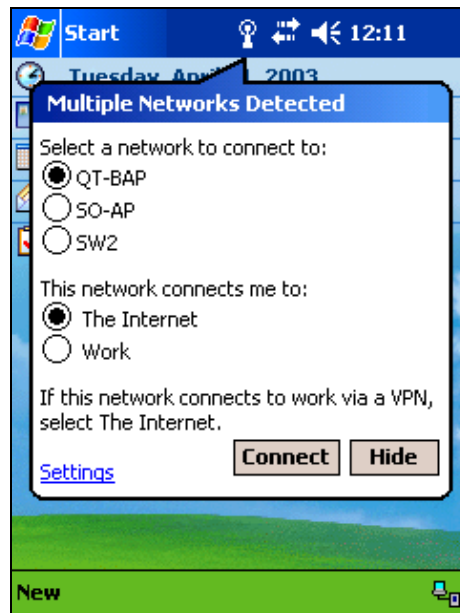 Start 12:11
Tuesday, April 2003
Multiple Networks Detected
Select a network to connect to:
QT-BAP
SO-AP
SW2
This network connects me to:
The Internet
Work
If this network connects to work via a VPN,
select The Internet.
Settings Connect Hide
New